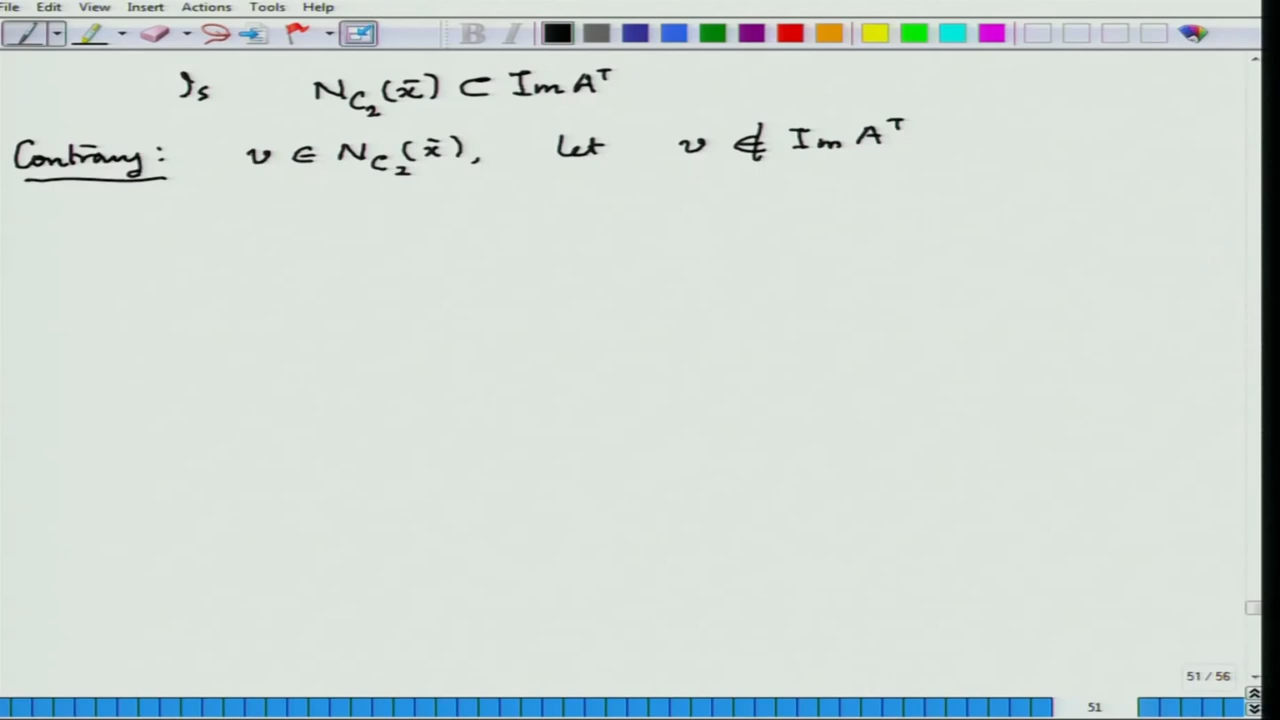 File Edit View Insert Actions Tools Help
B I
Is N_{C_2}(x̄) ⊂ Im A^T
Contrary: v ∈ N_{C_2}(x̄), Let v ∉ Im A^T
51 / 56
51